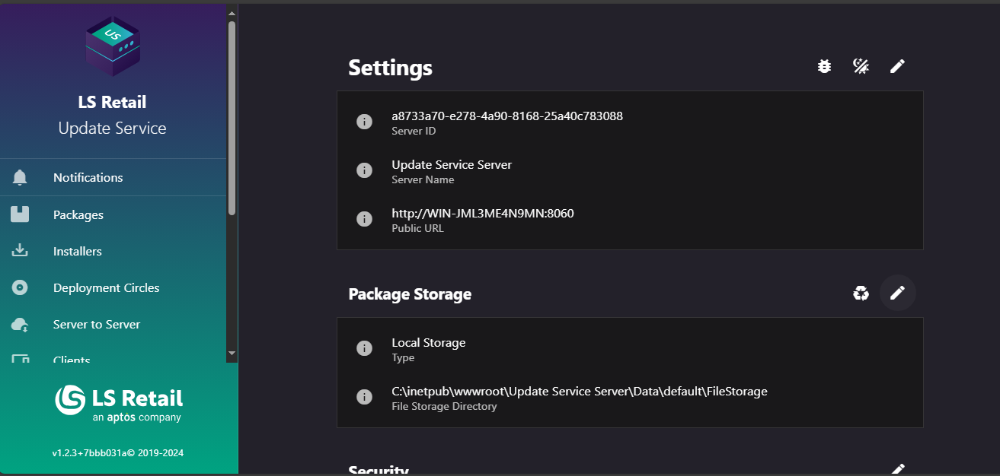 US
LS Retail
Update Service
Notifications
Packages
Installers
Deployment Circles
Server to Server
Clients
LS Retail
an aptos company
v1.2.3+7bbb031a© 2019-2024
Settings
a8733a70-e278-4a90-8168-25a40c783088
Server ID
Update Service Server
Server Name
http://WIN-JML3ME4N9MN:8060
Public URL
Package Storage
Local Storage
Type
C:\inetpub\wwwroot\Update Service Server\Data\default\FileStorage
File Storage Directory
Security